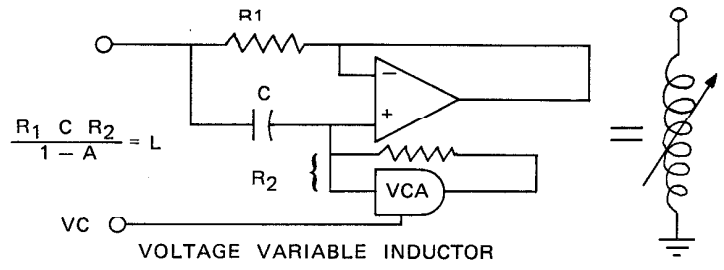 R1
C
−
+
R1 C R2
1 − A
= L
R2
{
VCA
=
VC
VOLTAGE VARIABLE INDUCTOR